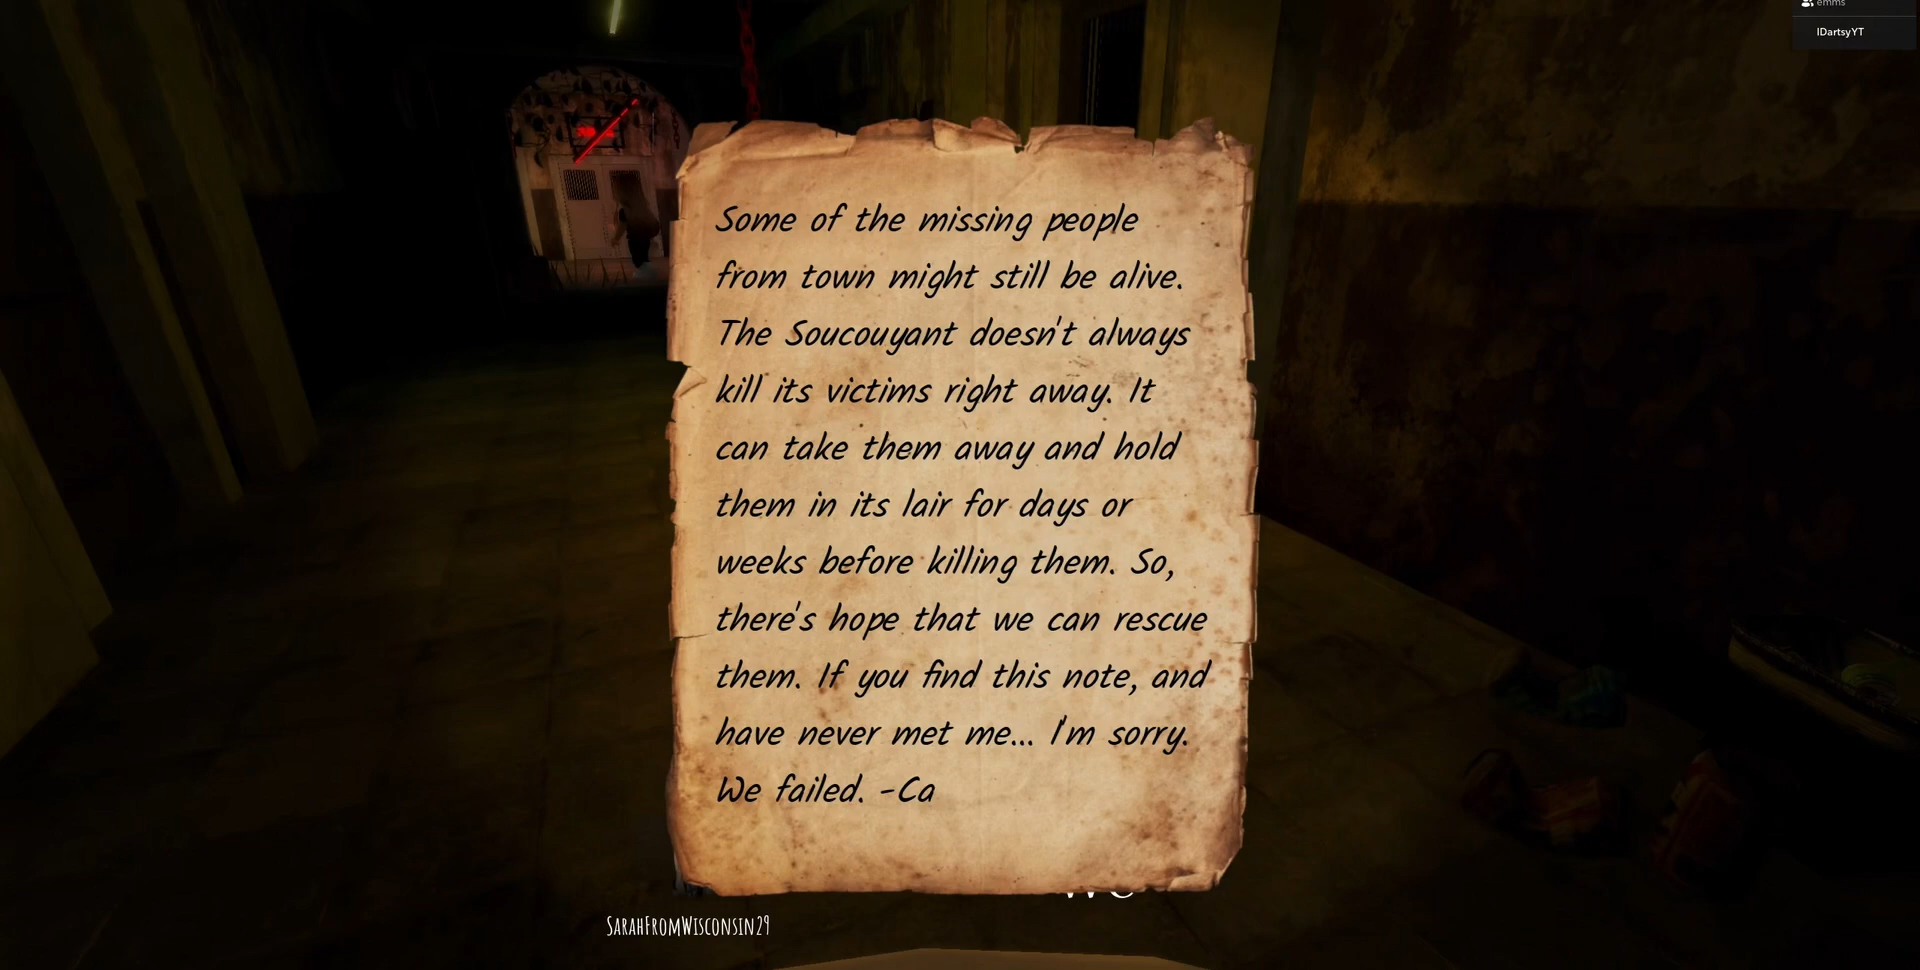 emms
IDartsyYT
Some of the missing people
from town might still be alive.
The Soucouyant doesn't always
kill its victims right away. It
can take them away and hold
them in its lair for days or
weeks before killing them. So,
there's hope that we can rescue
them. If you find this note, and
have never met me... I'm sorry.
We failed. -Ca
SarahFromWisconsin29